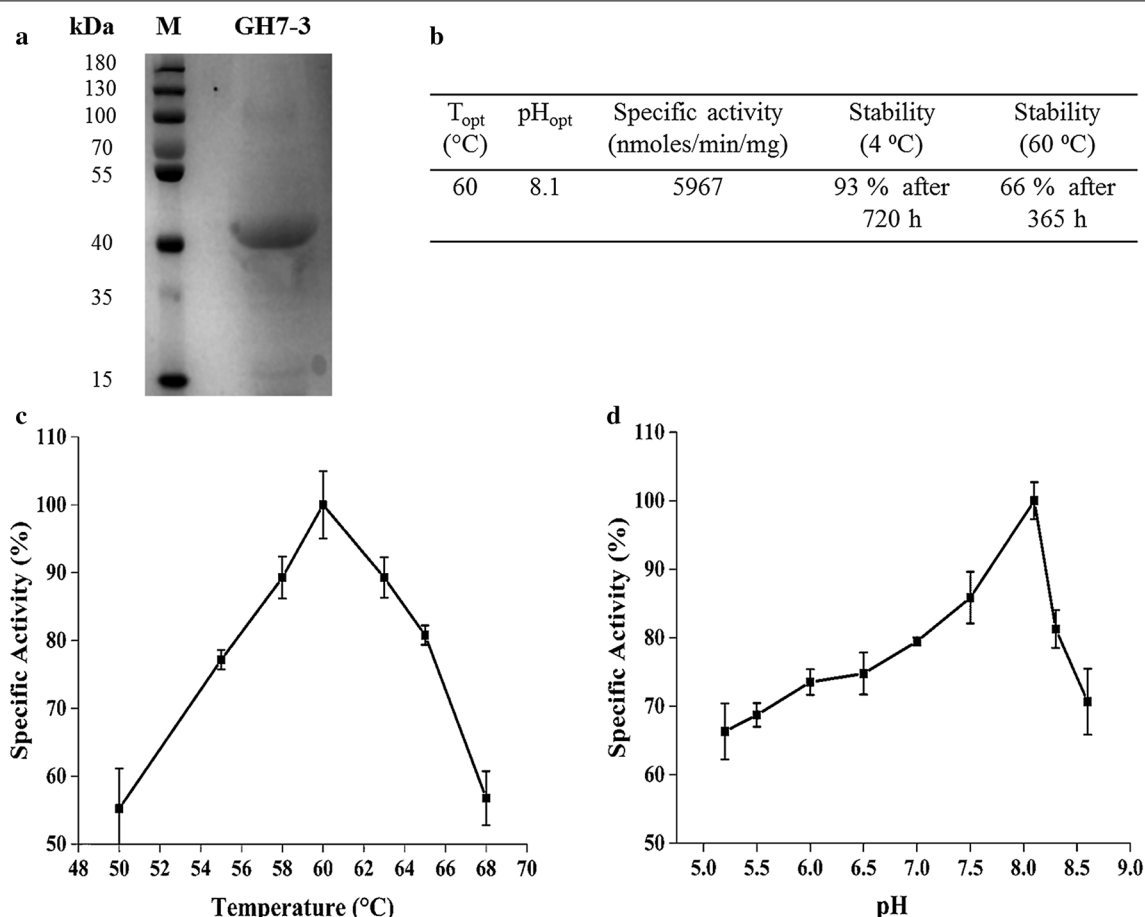 a
kDa M GH7-3
180
130
100
70
55
40
35
15
b
Topt (°C) pHopt Specific activity (nmoles/min/mg) Stability (4 ⁰C) Stability (60 ⁰C)
60 8.1 5967 93 % after 720 h 66 % after 365 h
c
Specific Activity (%)
110
100
90
80
70
60
50
48 50 52 54 56 58 60 62 64 66 68 70
Temperature (°C)
d
Specific Activity (%)
110
100
90
80
70
60
50
5.0 5.5 6.0 6.5 7.0 7.5 8.0 8.5 9.0
pH